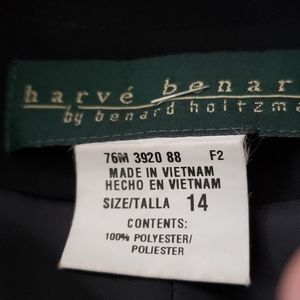 harvé benar
by benard holtzma
76M 3920 88 F2
MADE IN VIETNAM
HECHO EN VIETNAM
SIZE/TALLA 14
CONTENTS:
100% POLYESTER/
POLIESTER